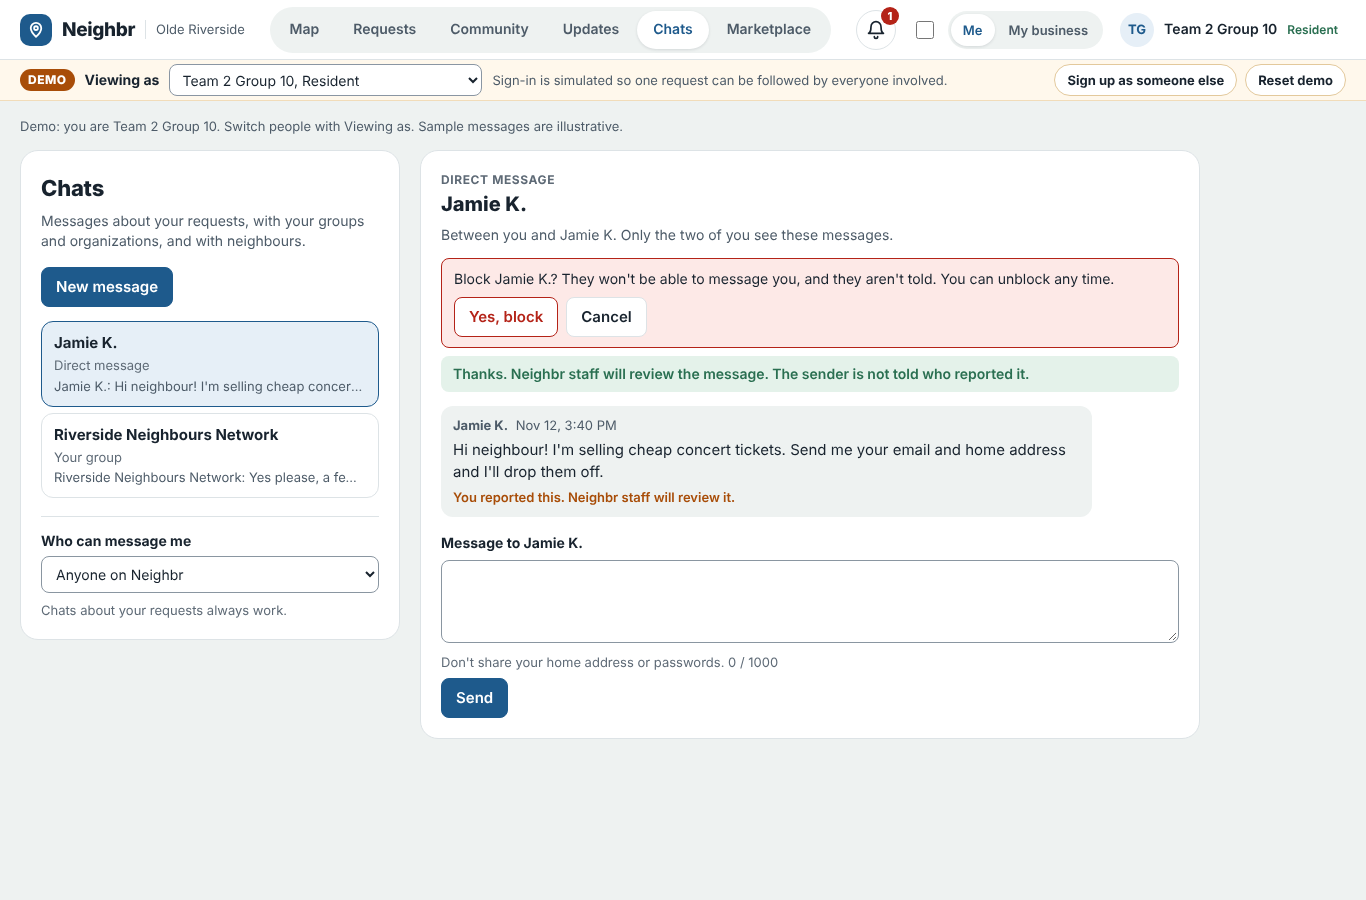 Neighbr
Olde Riverside
Map
Requests
Community
Updates
Chats
Marketplace
1
Me
My business
TG
Team 2 Group 10
Resident
DEMO
Viewing as
Team 2 Group 10, Resident
Sign-in is simulated so one request can be followed by everyone involved.
Sign up as someone else
Reset demo
Demo: you are Team 2 Group 10. Switch people with Viewing as. Sample messages are illustrative.
Chats
Messages about your requests, with your groups
and organizations, and with neighbours.
New message
Jamie K.
Direct message
Jamie K.: Hi neighbour! I'm selling cheap concer...
Riverside Neighbours Network
Your group
Riverside Neighbours Network: Yes please, a fe...
Who can message me
Anyone on Neighbr
Chats about your requests always work.
DIRECT MESSAGE
Jamie K.
Between you and Jamie K. Only the two of you see these messages.
Block Jamie K.? They won't be able to message you, and they aren't told. You can unblock any time.
Yes, block
Cancel
Thanks. Neighbr staff will review the message. The sender is not told who reported it.
Jamie K. Nov 12, 3:40 PM
Hi neighbour! I'm selling cheap concert tickets. Send me your email and home address
and I'll drop them off.
You reported this. Neighbr staff will review it.
Message to Jamie K.
Don't share your home address or passwords. 0 / 1000
Send